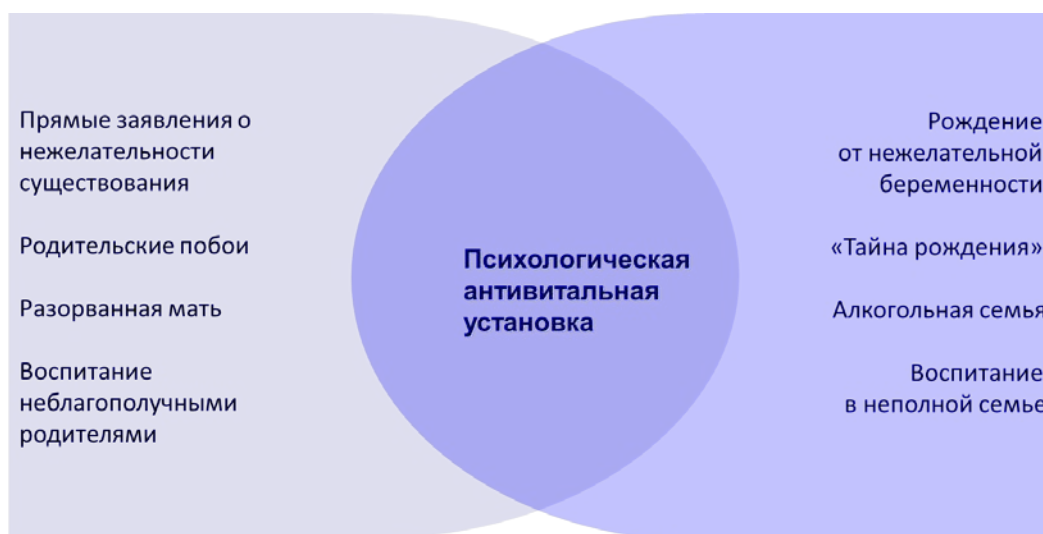 Прямые заявления о
нежелательности
существования
Родительские побои
Разорванная мать
Воспитание
неблагополучными
родителями
Психологическая
антивитальная
установка
Рождение
от нежелательной
беременности
«Тайна рождения»
Алкогольная семья
Воспитание
в неполной семье